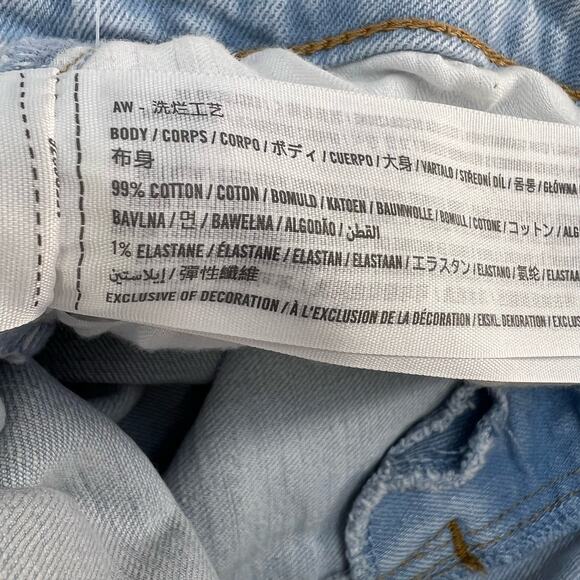 AW - 洗烂工艺
BODY / CORPS / CORPO / ボディ / CUERPO / 大身 / VARTALO / STŘEDNÍ DÍL / 몸통 / GŁÓWNA
布身
99% COTTON / COTON / BOMULD / KATOEN / BAUMWOLLE / BOMULL / COTONE / コットン / ALG
BAVLNA / 면 / BAWEŁNA / ALGODÃO / القطن
1% ELASTANE / ÉLASTANE / ELASTAN / ELASTAAN / エラスタン / ELASTANO / 氨纶 / ELASTAA
إيلاستين / 彈性纖維
EXCLUSIVE OF DECORATION / À L'EXCLUSION DE LA DÉCORATION / EKSKL. DEKORATION / EXCLUS